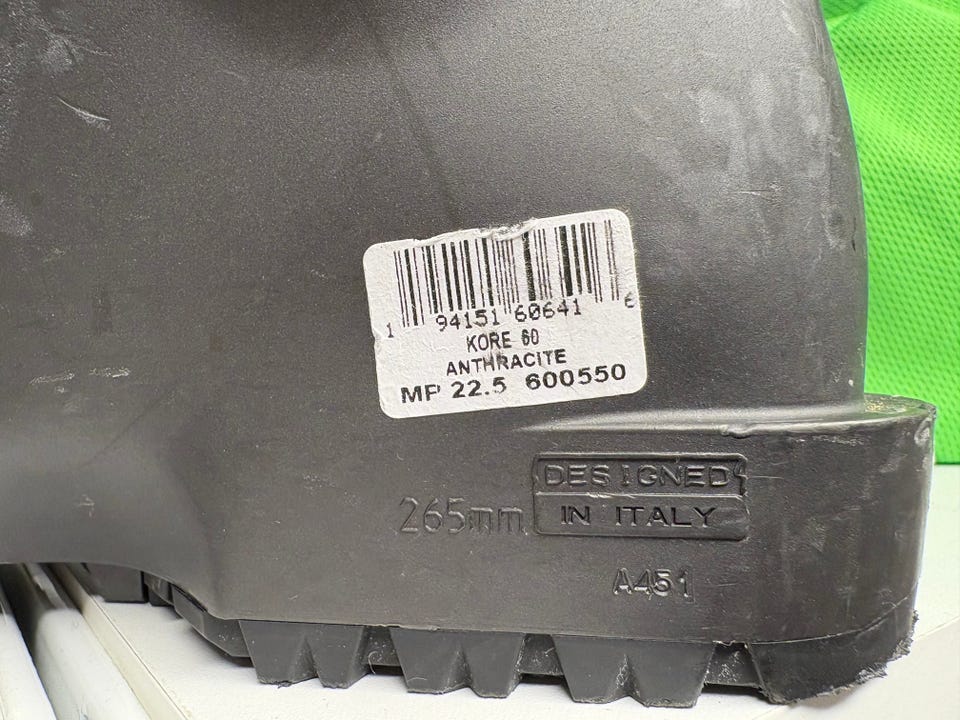 1 94151 60641 6
KORE 60
ANTHRACITE
MP 22.5 600550
DESIGNED
265mm IN ITALY
A451